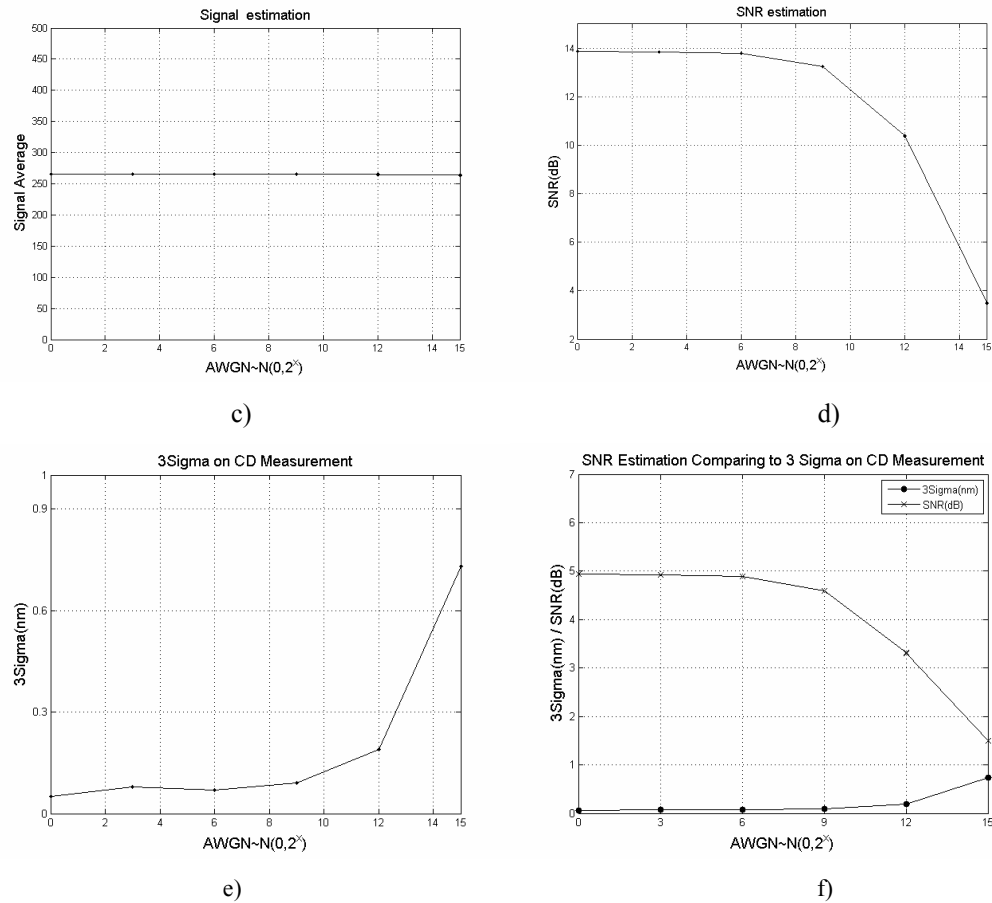 Signal estimation
500
450
400
350
300
250
200
150
100
50
0
Signal Average
0 2 4 6 8 10 12 14 15
AWGN~N(0,2^x)
c)
SNR estimation
14
12
10
8
6
4
2
SNR(dB)
0 2 4 6 8 10 12 14 15
AWGN~N(0,2^x)
d)
3Sigma on CD Measurement
1
0.9
0.6
0.3
0
3Sigma(nm)
0 2 4 6 8 10 12 14 15
AWGN~N(0,2^x)
e)
SNR Estimation Comparing to 3 Sigma on CD Measurement
3Sigma(nm)
SNR(dB)
7
6
5
4
3
2
1
0
3Sigma(nm) / SNR(dB)
0 3 6 9 12 15
AWGN~N(0,2^x)
f)